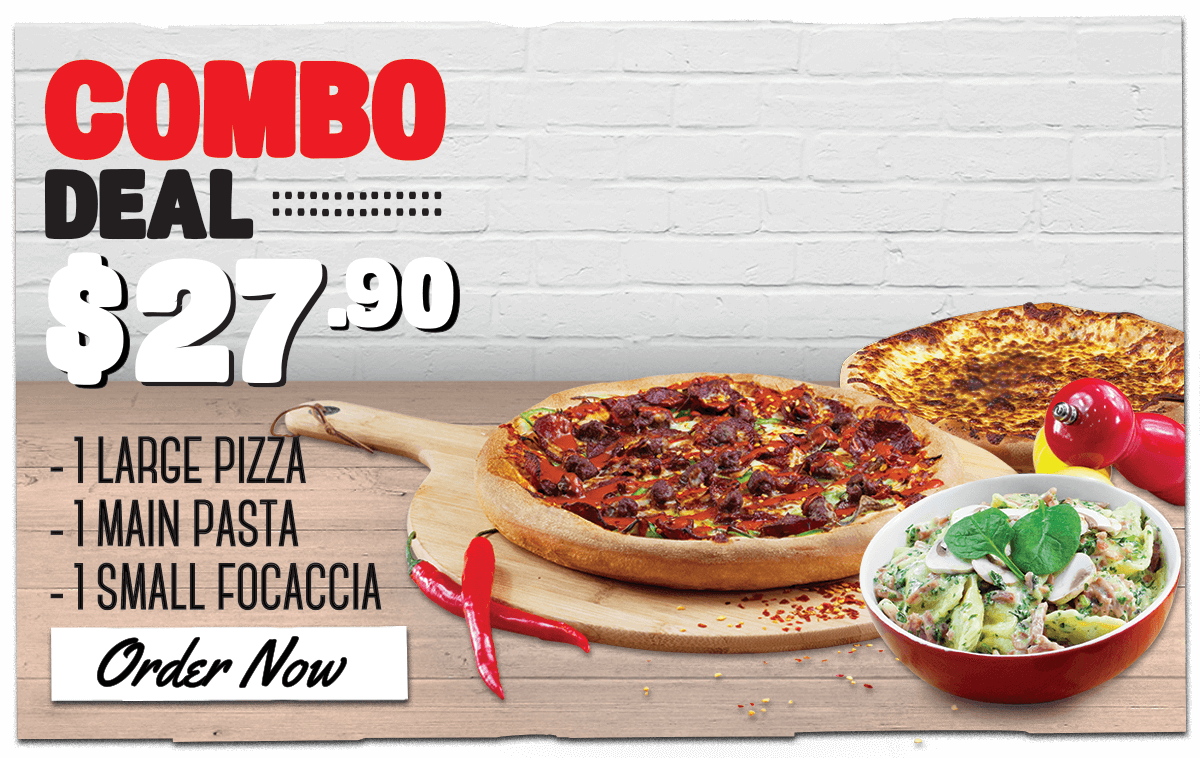 COMBO
DEAL
$27.90
- 1 LARGE PIZZA
- 1 MAIN PASTA
- 1 SMALL FOCACCIA
Order Now